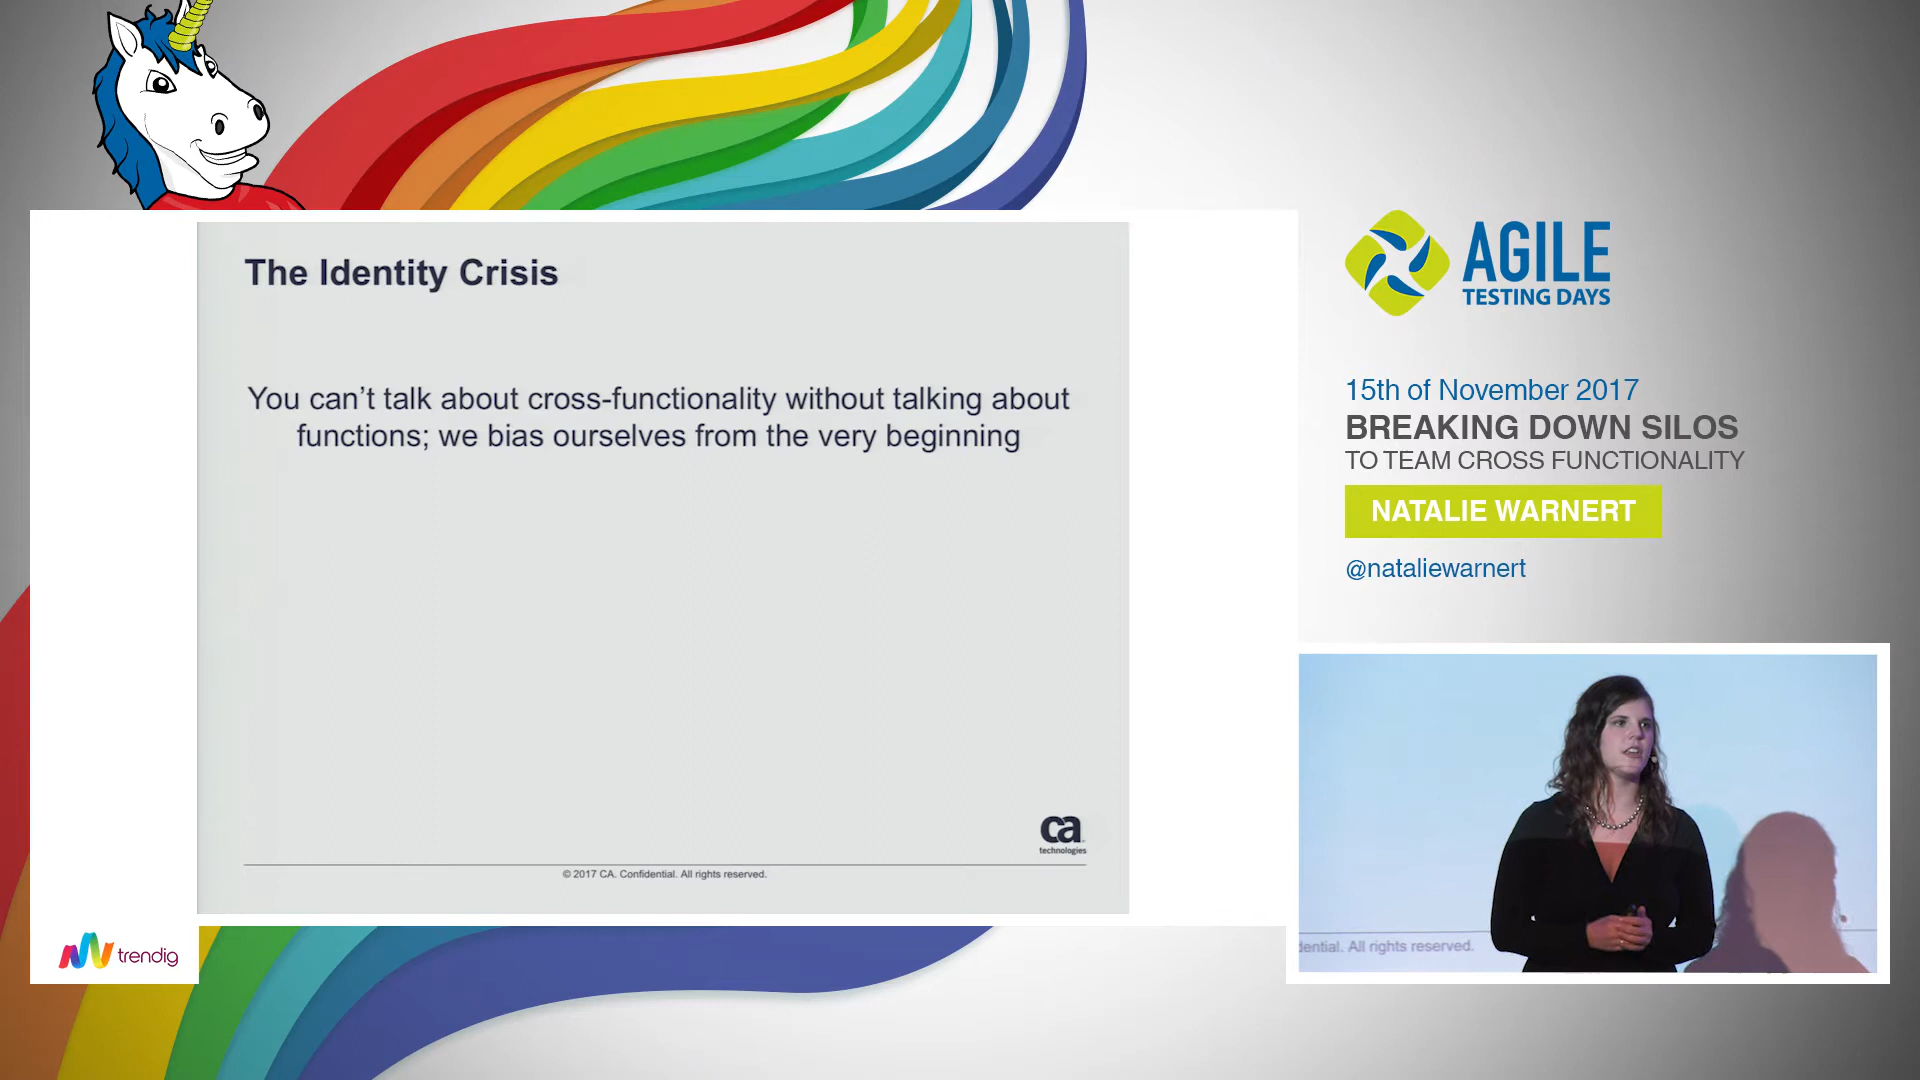 The Identity Crisis
You can't talk about cross-functionality without talking about
functions; we bias ourselves from the very beginning
ca
technologies
© 2017 CA. Confidential. All rights reserved.
trendig
AGILE
TESTING DAYS
15th of November 2017
BREAKING DOWN SILOS
TO TEAM CROSS FUNCTIONALITY
NATALIE WARNERT
@nataliewarnert
dential. All rights reserved.